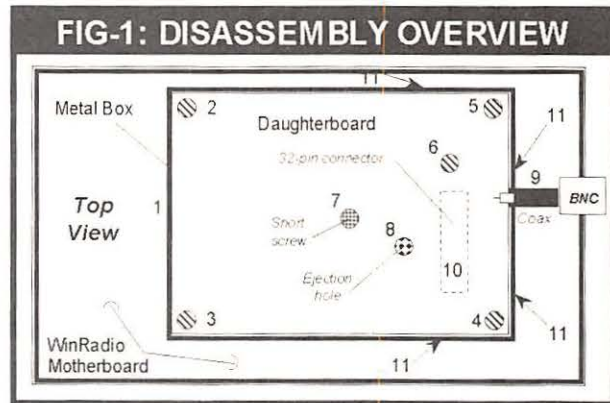 FIG-1: DISASSEMBLY OVERVIEW
11
Metal Box
2
Daughterboard
5
11
6
32-pin connector
9
BNC
Coax
Top
View
1
7
Short
screw
8
Ejection
hole
10
3
4
11
WinRadio
Motherboard
11